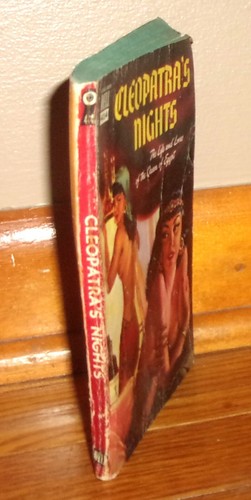 CLEOPATRA'S
NIGHTS
The Life and Loves
of the Queen of Egypt
CLEOPATRA'S NIGHTS